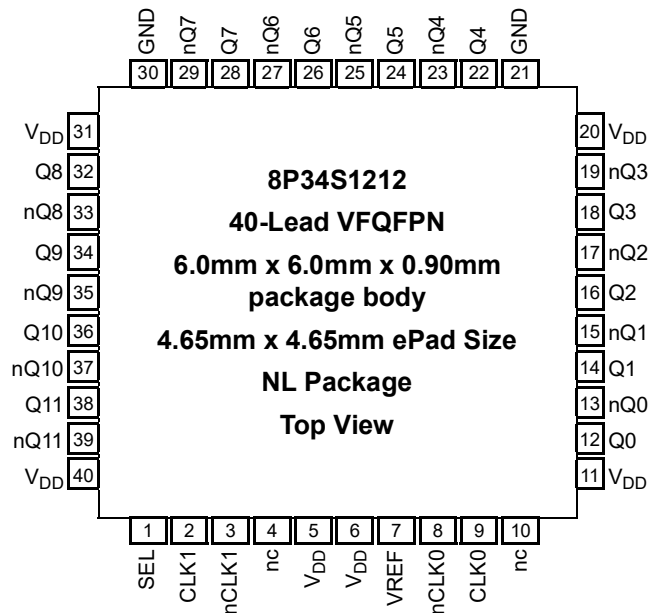 GND nQ7 Q7 nQ6 Q6 nQ5 Q5 nQ4 Q4 GND
30 29 28 27 26 25 24 23 22 21
VDD 31
Q8 32
nQ8 33
Q9 34
nQ9 35
Q10 36
nQ10 37
Q11 38
nQ11 39
VDD 40
8P34S1212
40-Lead VFQFPN
6.0mm x 6.0mm x 0.90mm
package body
4.65mm x 4.65mm ePad Size
NL Package
Top View
20 VDD
19 nQ3
18 Q3
17 nQ2
16 Q2
15 nQ1
14 Q1
13 nQ0
12 Q0
11 VDD
1 2 3 4 5 6 7 8 9 10
SEL CLK1 nCLK1 nc VDD VDD VREF nCLK0 CLK0 nc